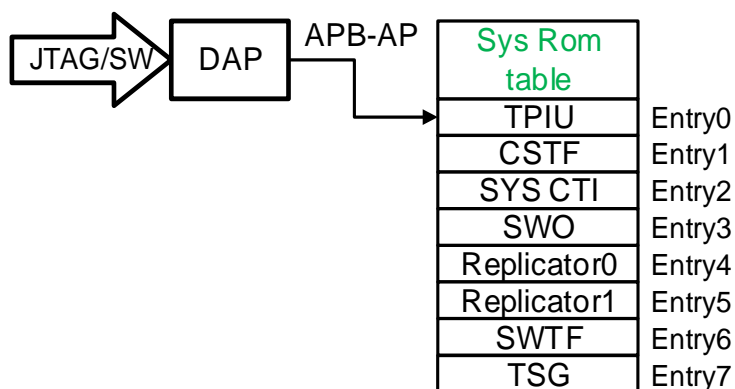 JTAG/SW
DAP
APB-AP
Sys Rom
table
TPIU Entry0
CSTF Entry1
SYS CTI Entry2
SWO Entry3
Replicator0 Entry4
Replicator1 Entry5
SWTF Entry6
TSG Entry7